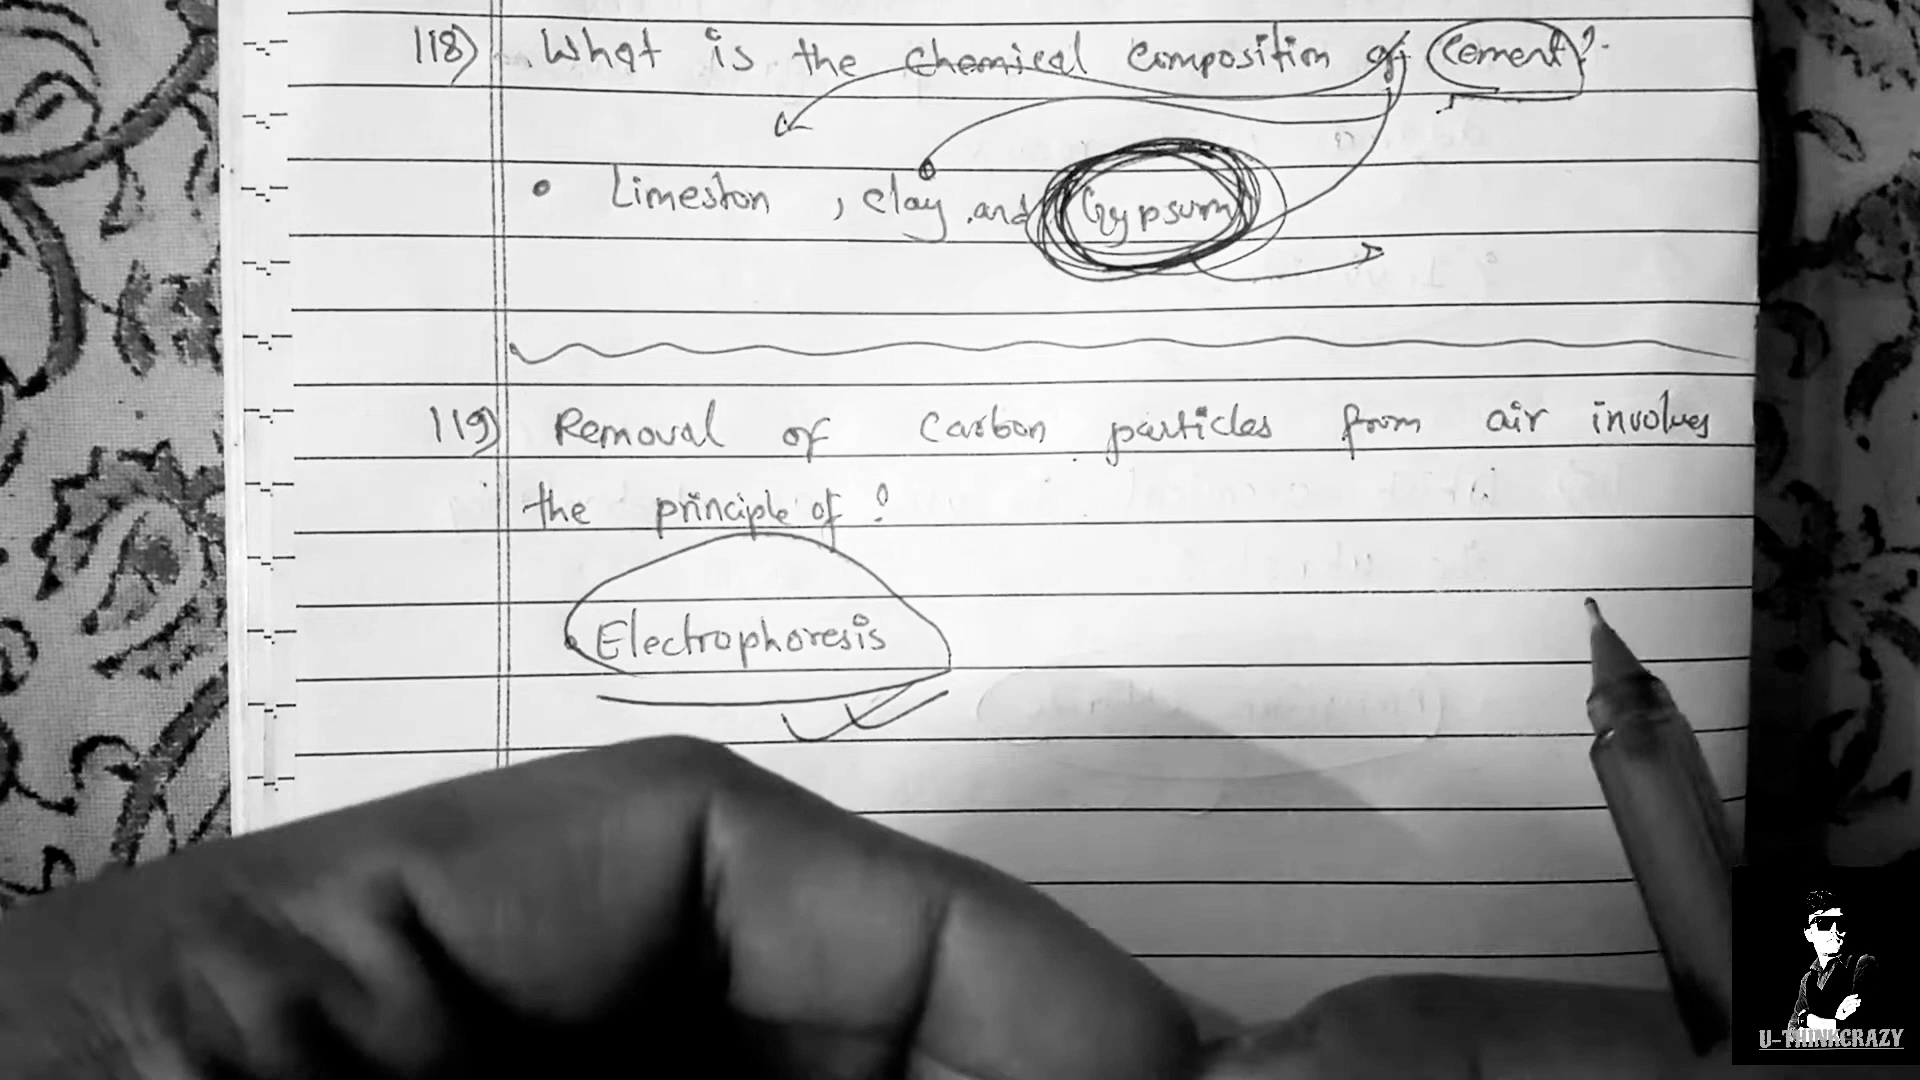 118) What is the chemical composition of cement?
• Limeston , clay and Gypsum
119) Removal of carbon particles from air involves
the principle of ?
Electrophoresis
U-THINKCRAZY